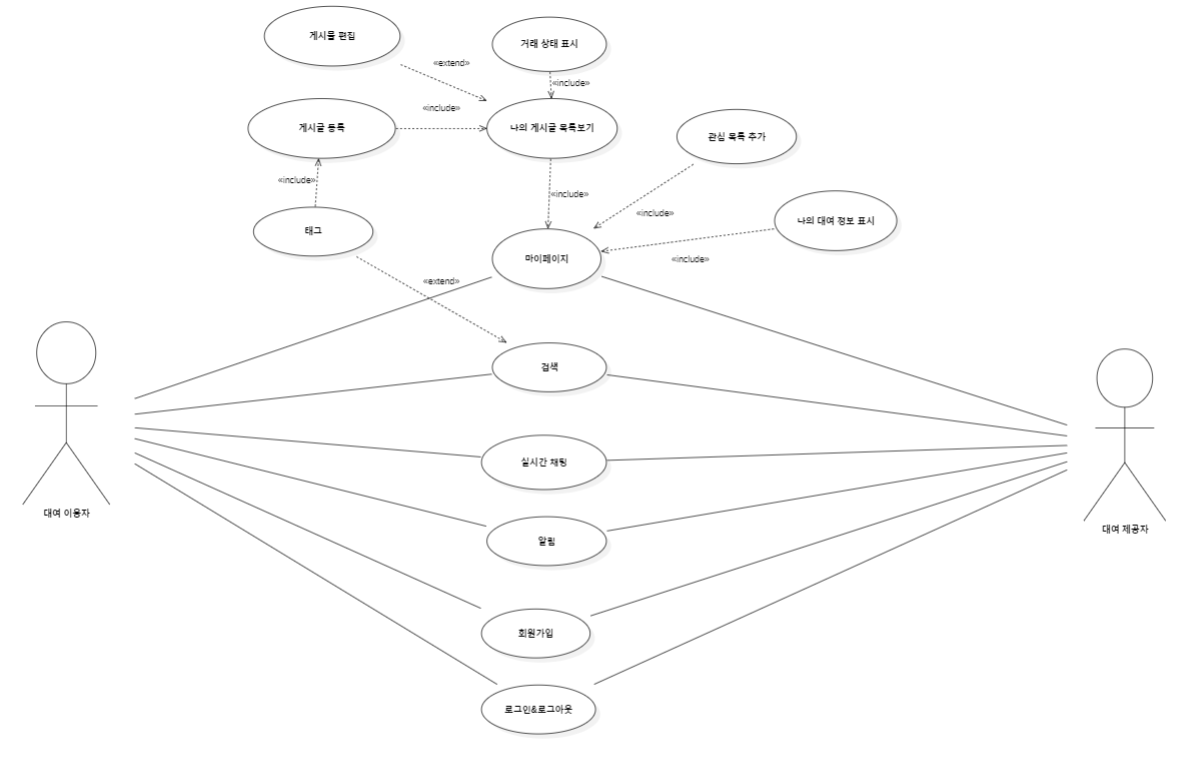 게시물 편집
거래 상태 표시
«extend»
«include»
«include»
게시글 등록
나의 게시글 목록보기
관심 목록 추가
«include»
«include»
«include»
나의 대여 정보 표시
태그
마이페이지
«include»
«extend»
검색
실시간 채팅
대여 이용자
대여 제공자
알림
회원가입
로그인&로그아웃